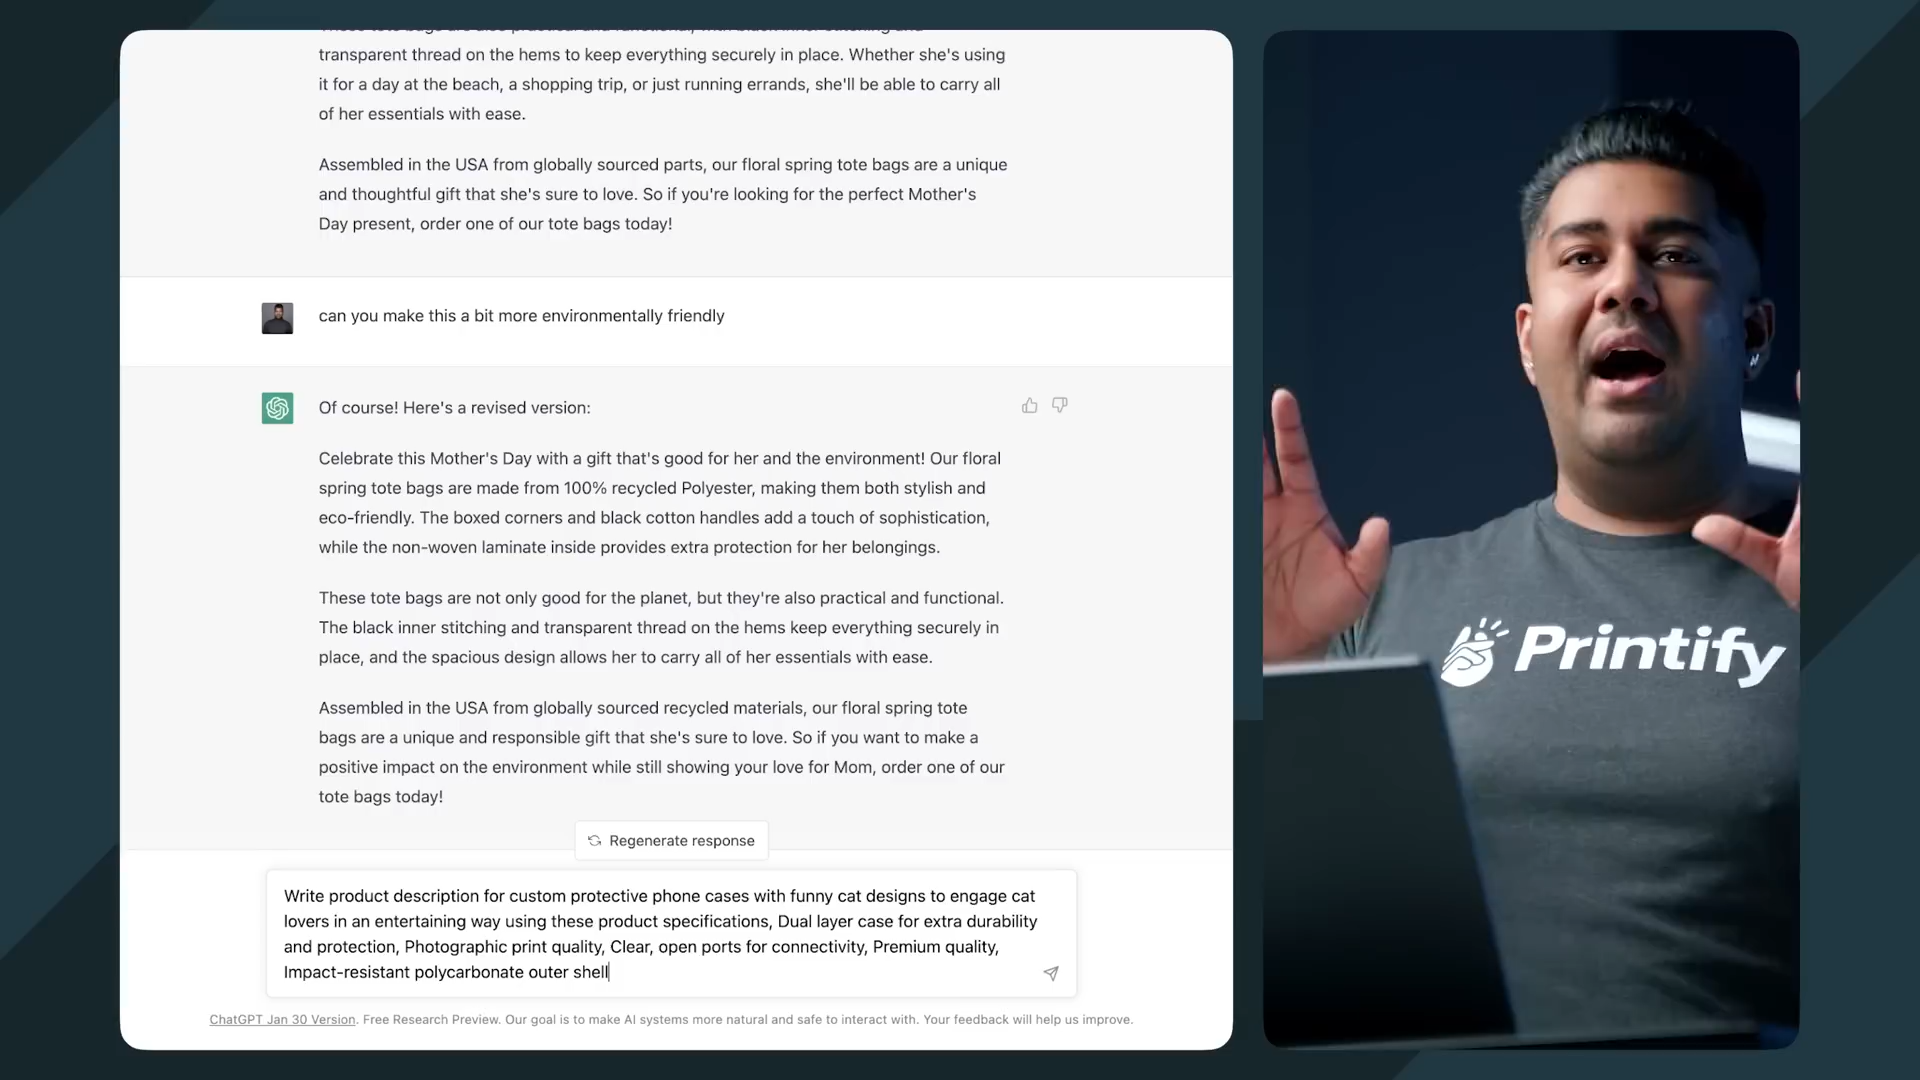 These tote bags are also practical and functional, with black inner stitching and
transparent thread on the hems to keep everything securely in place. Whether she's using
it for a day at the beach, a shopping trip, or just running errands, she'll be able to carry all
of her essentials with ease.
Assembled in the USA from globally sourced parts, our floral spring tote bags are a unique
and thoughtful gift that she's sure to love. So if you're looking for the perfect Mother's
Day present, order one of our tote bags today!
can you make this a bit more environmentally friendly
Of course! Here's a revised version:
Celebrate this Mother's Day with a gift that's good for her and the environment! Our floral
spring tote bags are made from 100% recycled Polyester, making them both stylish and
eco-friendly. The boxed corners and black cotton handles add a touch of sophistication,
while the non-woven laminate inside provides extra protection for her belongings.
These tote bags are not only good for the planet, but they're also practical and functional.
The black inner stitching and transparent thread on the hems keep everything securely in
place, and the spacious design allows her to carry all of her essentials with ease.
Assembled in the USA from globally sourced recycled materials, our floral spring tote
bags are a unique and responsible gift that she's sure to love. So if you want to make a
positive impact on the environment while still showing your love for Mom, order one of our
tote bags today!
Regenerate response
Write product description for custom protective phone cases with funny cat designs to engage cat
lovers in an entertaining way using these product specifications, Dual layer case for extra durability
and protection, Photographic print quality, Clear, open ports for connectivity, Premium quality,
Impact-resistant polycarbonate outer shell
ChatGPT Jan 30 Version. Free Research Preview. Our goal is to make AI systems more natural and safe to interact with. Your feedback will help us improve.
Printify